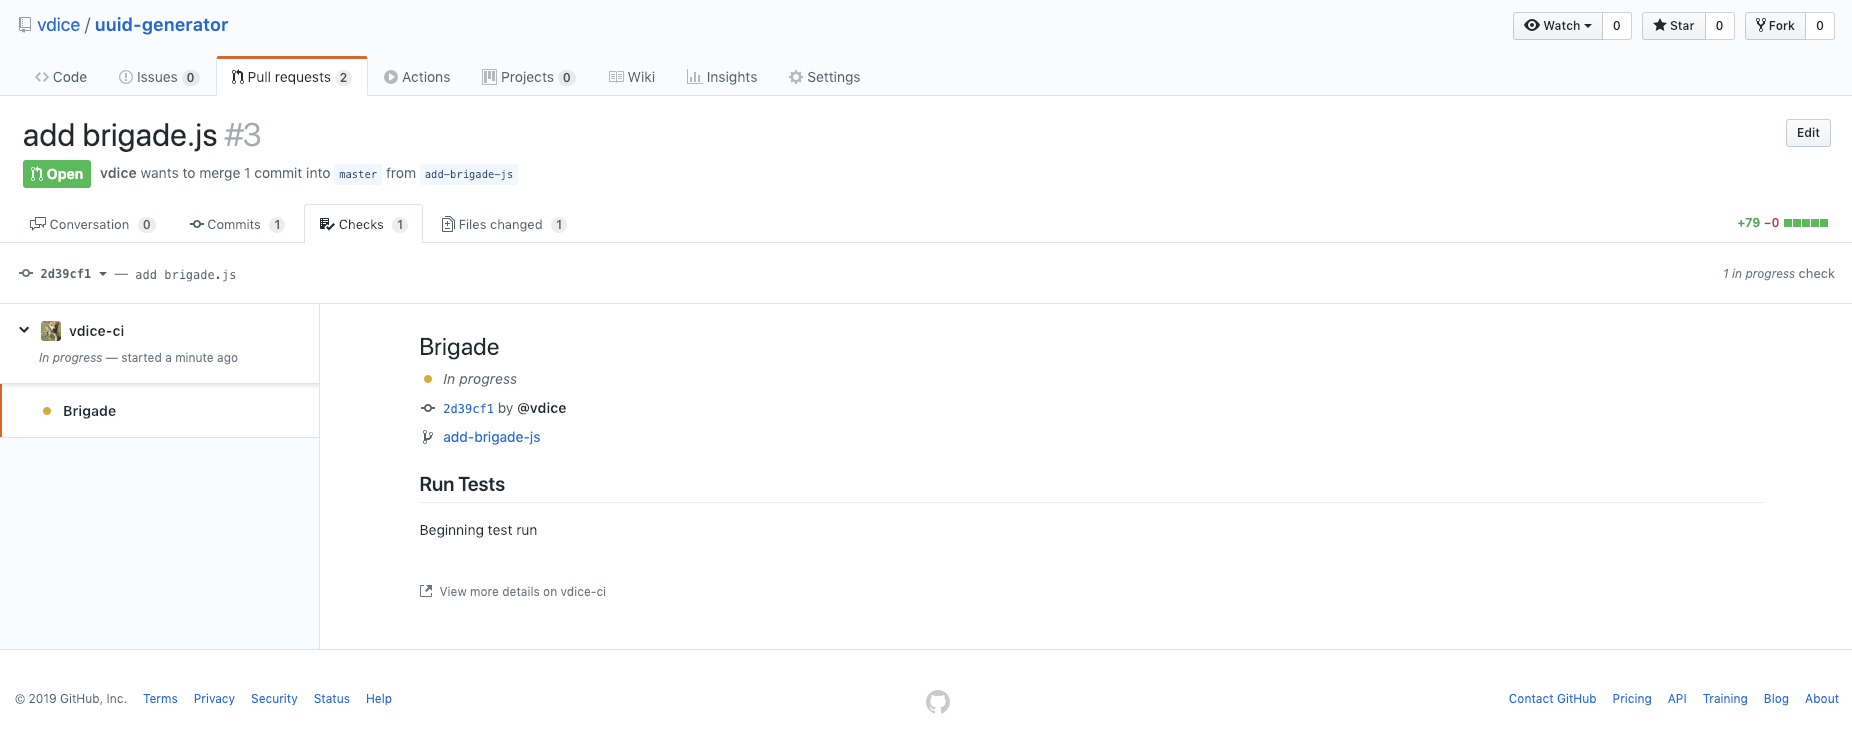 vdice / uuid-generator
Watch 0 Star 0 Fork 0
Code Issues 0 Pull requests 2 Actions Projects 0 Wiki Insights Settings
add brigade.js #3
Edit
Open vdice wants to merge 1 commit into master from add-brigade-js
Conversation 0 Commits 1 Checks 1 Files changed 1
+79 −0
2d39cf1 — add brigade.js
1 in progress check
vdice-ci
In progress — started a minute ago
Brigade
Brigade
In progress
2d39cf1 by @vdice
add-brigade-js
Run Tests
Beginning test run
View more details on vdice-ci
© 2019 GitHub, Inc. Terms Privacy Security Status Help
Contact GitHub Pricing API Training Blog About